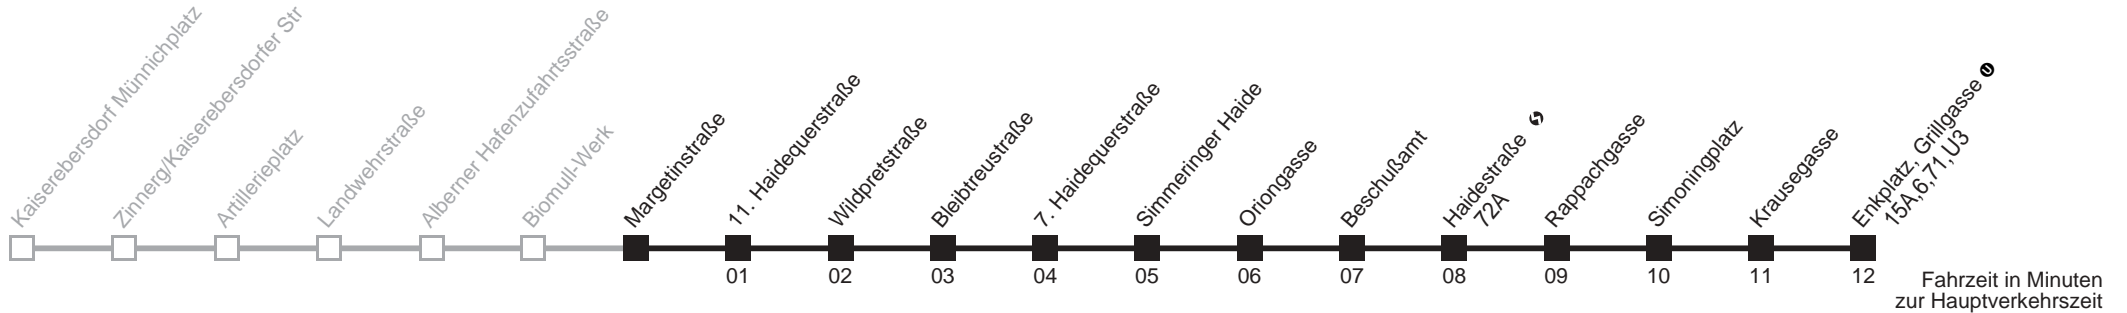 Kaiserebersdorf Münnichplatz
Zinnerg/Kaiserebersdorfer Str
Artillerieplatz
Landwehrstraße
Alberner Hafenzufahrtsstraße
Biomull-Werk
Margetinstraße
11. Haidequerstraße
Wildpretstraße
Bleibtreustraße
7. Haidequerstraße
Simmeringer Haide
Oriongasse
Beschußamt
Haidestraße
72A
Rappachgasse
Simoningplatz
Krausegasse
Enkplatz, Grillgasse U
15A,6,71,U3
01 02 03 04 05 06 07 08 09 10 11 12
Fahrzeit in Minuten
zur Hauptverkehrszeit